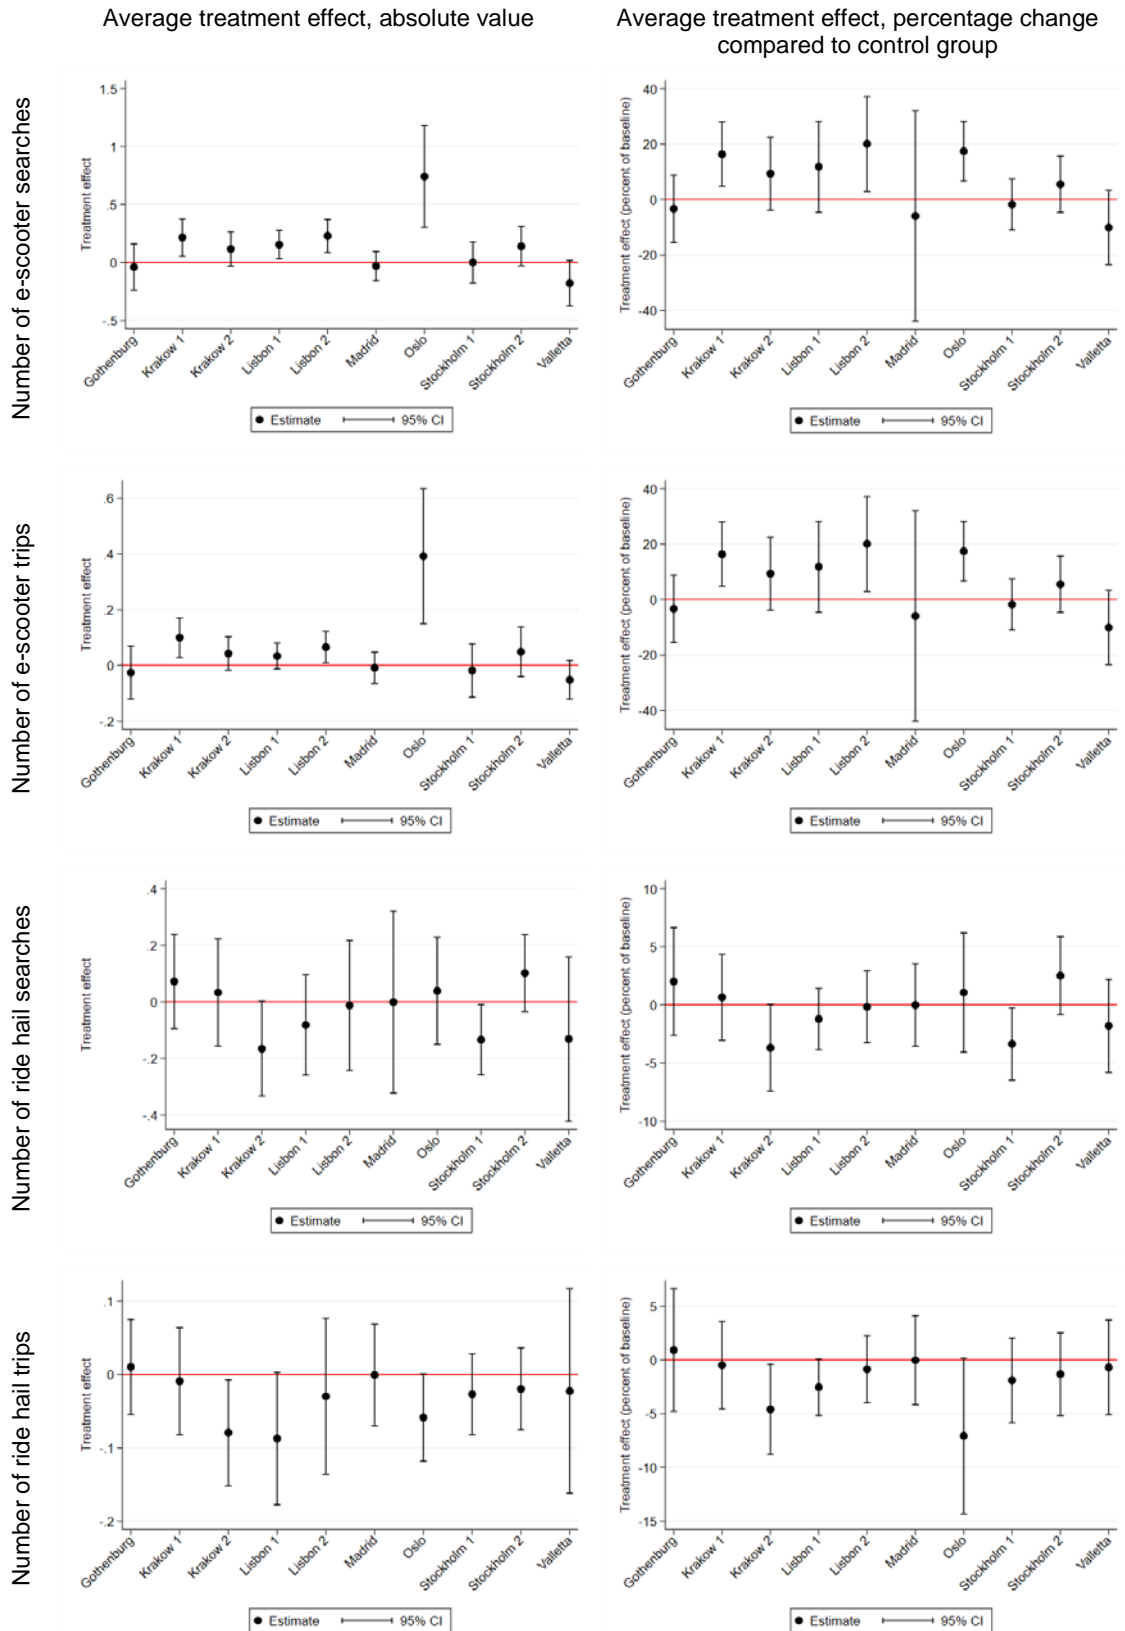 Average treatment effect, absolute value
Average treatment effect, percentage change
compared to control group
Number of e-scooter searches
Treatment effect
1.5
1
.5
0
-.5
Gothenburg
Krakow 1
Krakow 2
Lisbon 1
Lisbon 2
Madrid
Oslo
Stockholm 1
Stockholm 2
Valletta
Estimate 95% CI
Treatment effect (percent of baseline)
40
20
0
-20
-40
Gothenburg
Krakow 1
Krakow 2
Lisbon 1
Lisbon 2
Madrid
Oslo
Stockholm 1
Stockholm 2
Valletta
Estimate 95% CI
Number of e-scooter trips
Treatment effect
.6
.4
.2
0
-.2
Gothenburg
Krakow 1
Krakow 2
Lisbon 1
Lisbon 2
Madrid
Oslo
Stockholm 1
Stockholm 2
Valletta
Estimate 95% CI
Treatment effect (percent of baseline)
40
20
0
-20
-40
Gothenburg
Krakow 1
Krakow 2
Lisbon 1
Lisbon 2
Madrid
Oslo
Stockholm 1
Stockholm 2
Valletta
Estimate 95% CI
Number of ride hail searches
Treatment effect
.4
.2
0
-.2
-.4
Gothenburg
Krakow 1
Krakow 2
Lisbon 1
Lisbon 2
Madrid
Oslo
Stockholm 1
Stockholm 2
Valletta
Estimate 95% CI
Treatment effect (percent of baseline)
10
5
0
-5
-10
Gothenburg
Krakow 1
Krakow 2
Lisbon 1
Lisbon 2
Madrid
Oslo
Stockholm 1
Stockholm 2
Valletta
Estimate 95% CI
Number of ride hail trips
Treatment effect
.1
0
-.1
-.2
Gothenburg
Krakow 1
Krakow 2
Lisbon 1
Lisbon 2
Madrid
Oslo
Stockholm 1
Stockholm 2
Valletta
Estimate 95% CI
Treatment effect (percent of baseline)
5
0
-5
-10
-15
Gothenburg
Krakow 1
Krakow 2
Lisbon 1
Lisbon 2
Madrid
Oslo
Stockholm 1
Stockholm 2
Valletta
Estimate 95% CI